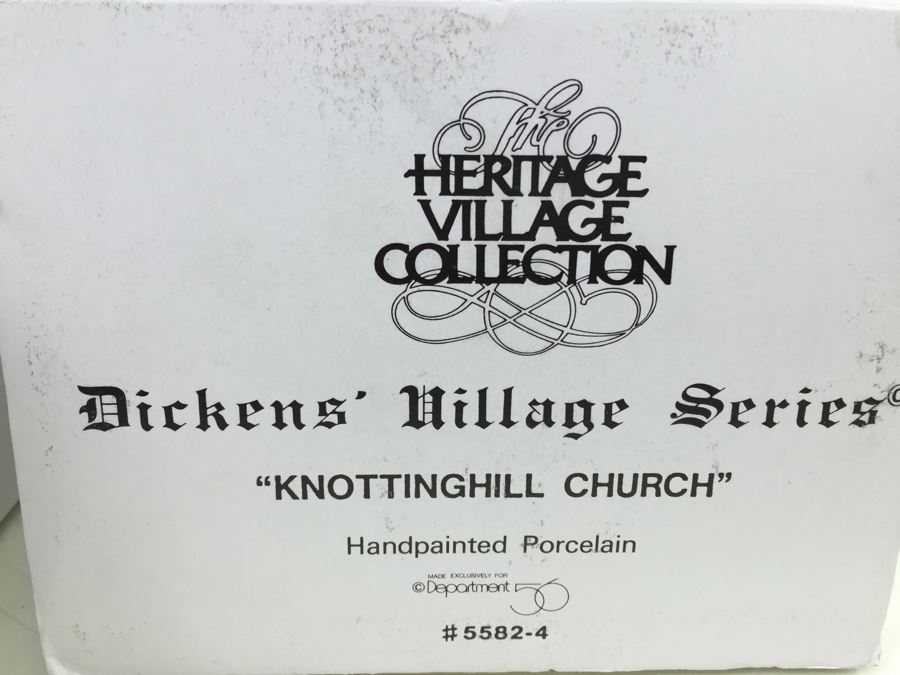 The
HERITAGE
VILLAGE
COLLECTION
Dickens' Village Series©
"KNOTTINGHILL CHURCH"
Handpainted Porcelain
MADE EXCLUSIVELY FOR
© Department 56
#5582-4